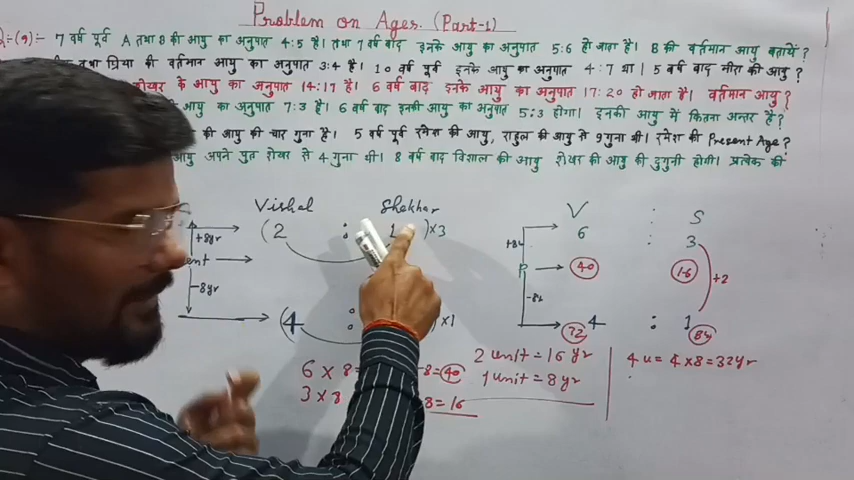 Problem on Ages. (Part-1)
:-(१):- 7 वर्ष पूर्व A तथा B की आयु का अनुपात 4:5 है। तथा 7 वर्ष बाद इनके आयु का अनुपात 5:6 हो जाता है। B की वर्तमान आयु बतायें?
तथा प्रिया की वर्तमान आयु का अनुपात 3:4 है। 10 वर्ष पूर्व इनके आयु का अनुपात 4:7 था। 5 वर्ष बाद मीरा की आयु?
शेखर के आयु का अनुपात 14:17 है। 6 वर्ष बाद इनके आयु का अनुपात 17:20 हो जाता है। वर्तमान आयु?
की आयु का अनुपात 7:3 है। 6 वर्ष बाद इनकी आयु का अनुपात 5:3 होगा। इनकी आयु में कितना अन्तर है?
की आयु की चार गुना है। 5 वर्ष पूर्व रमेश की आयु, राहुल की आयु से 9 गुना थी। रमेश की Present Age?
आयु अपने पुत्र शेखर से 4 गुना थी। 8 वर्ष बाद विशाल की आयु शेखर की आयु की दुगुनी होगी। प्रत्येक की
Vishal Shekhar
V : S
+8yr (2 : 1 )×3
+8y 6 : 3
ent
P 40 16 +2
-8yr
-8y
(4 : )×1
72 4 : 1 84
6 × 8 = -8 = 40
2 unit = 16 yr
4 u = 4 × 8 = 32 yr
3 × 8 -8 = 16
1 unit = 8 yr